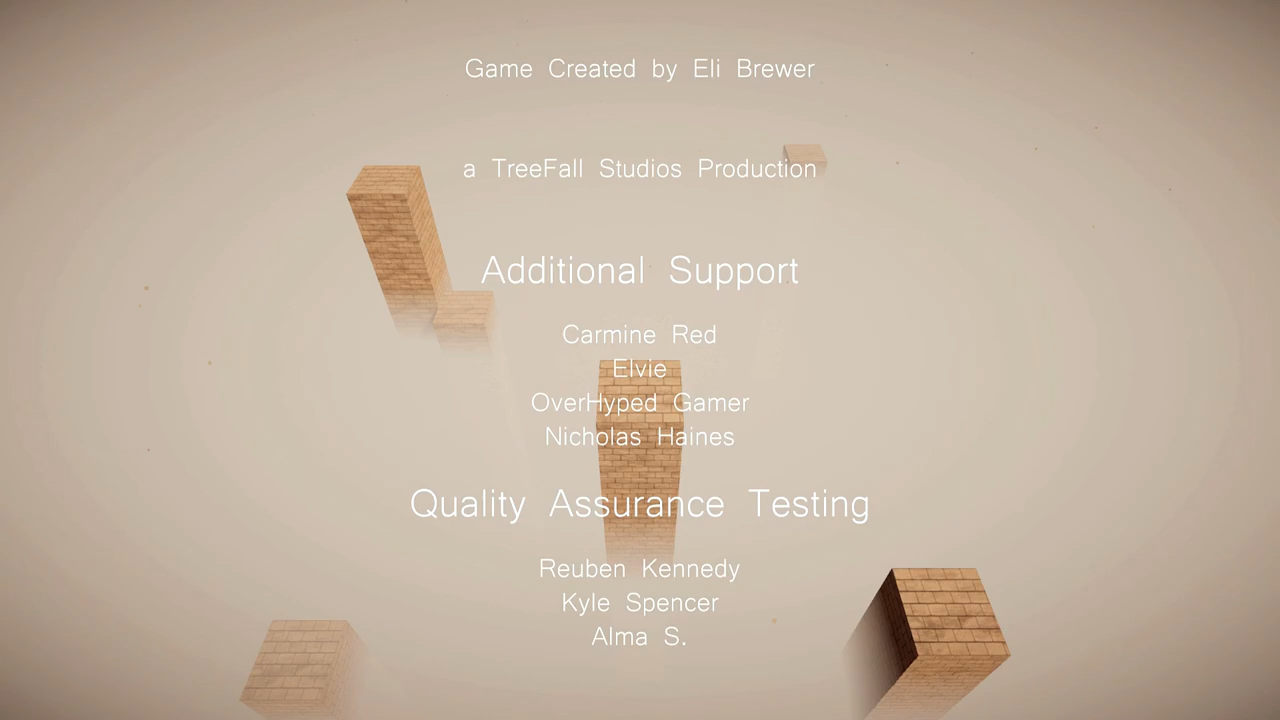 Game Created by Eli Brewer
a TreeFall Studios Production
Additional Support
Carmine Red
Elvie
OverHyped Gamer
Nicholas Haines
Quality Assurance Testing
Reuben Kennedy
Kyle Spencer
Alma S.